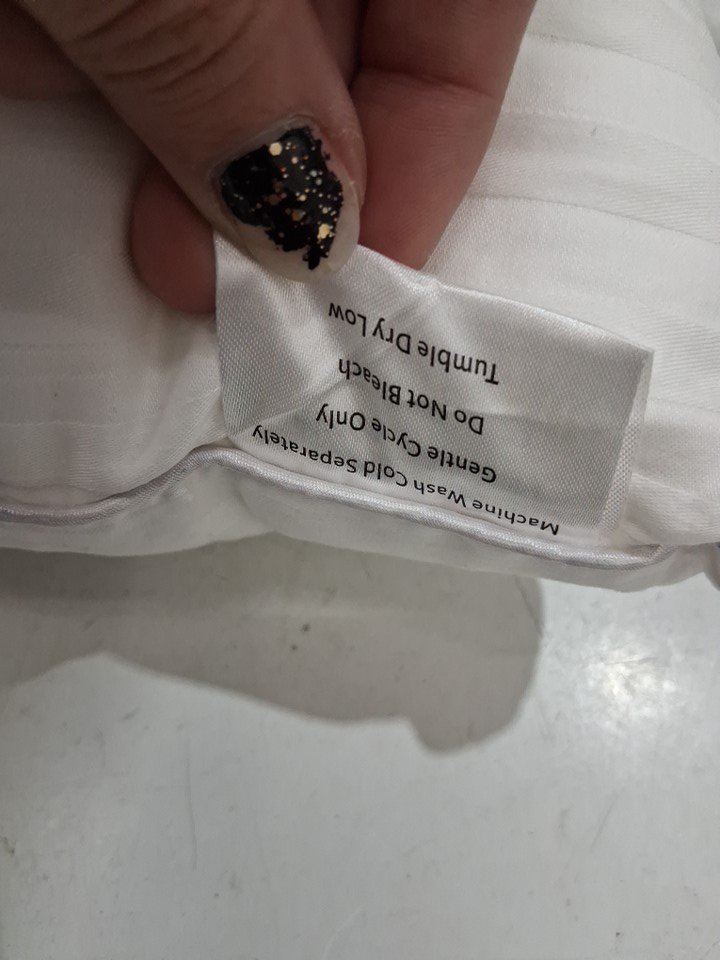 Machine Wash Cold Separately
Gentle Cycle Only
Do Not Bleach
Tumble Dry Low